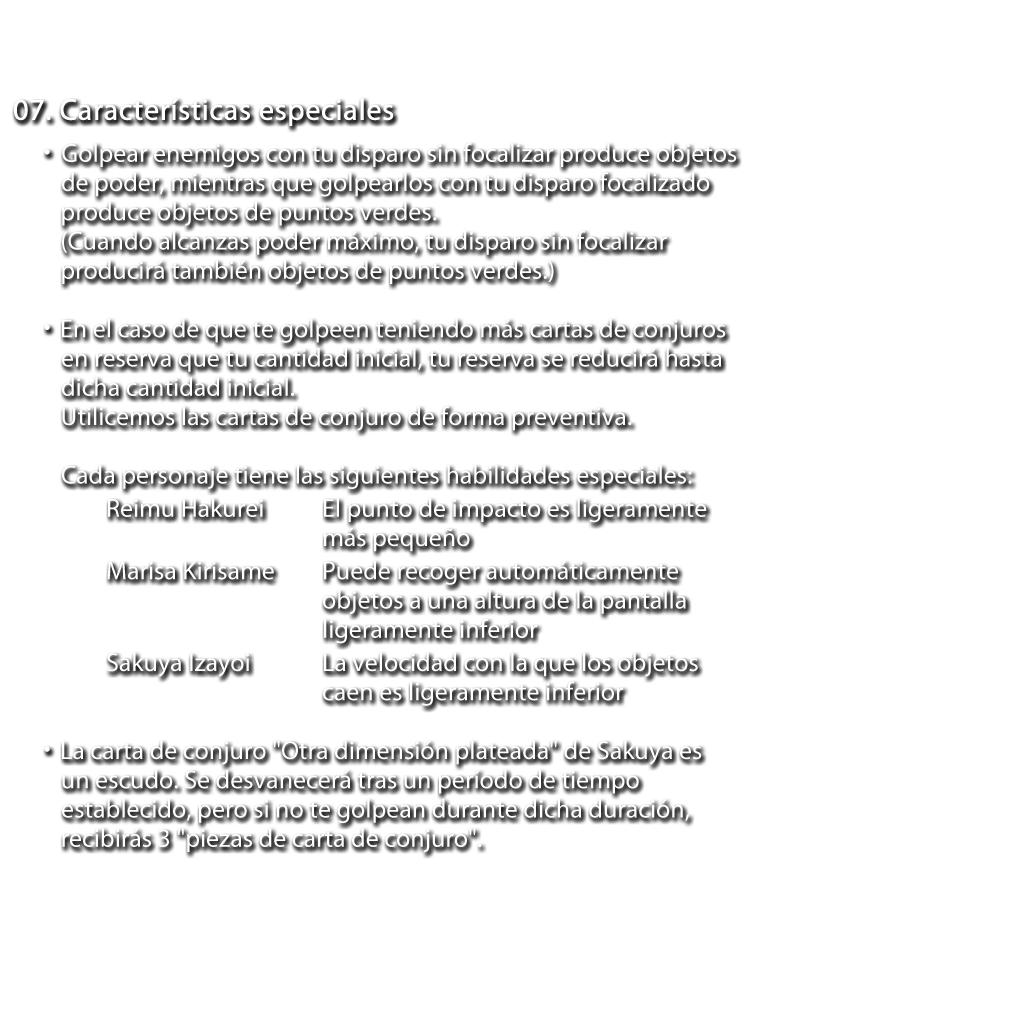 07. Características especiales
・Golpear enemigos con tu disparo sin focalizar produce objetos
de poder, mientras que golpearlos con tu disparo focalizado
produce objetos de puntos verdes.
(Cuando alcanzas poder máximo, tu disparo sin focalizar
producirá también objetos de puntos verdes.)
・En el caso de que te golpeen teniendo más cartas de conjuros
en reserva que tu cantidad inicial, tu reserva se reducirá hasta
dicha cantidad inicial.
Utilicemos las cartas de conjuro de forma preventiva.
Cada personaje tiene las siguientes habilidades especiales:
Reimu Hakurei El punto de impacto es ligeramente
más pequeño
Marisa Kirisame Puede recoger automáticamente
objetos a una altura de la pantalla
ligeramente inferior
Sakuya Izayoi La velocidad con la que los objetos
caen es ligeramente inferior
・La carta de conjuro "Otra dimensión plateada" de Sakuya es
un escudo. Se desvanecerá tras un período de tiempo
establecido, pero si no te golpean durante dicha duración,
recibirás 3 "piezas de carta de conjuro".